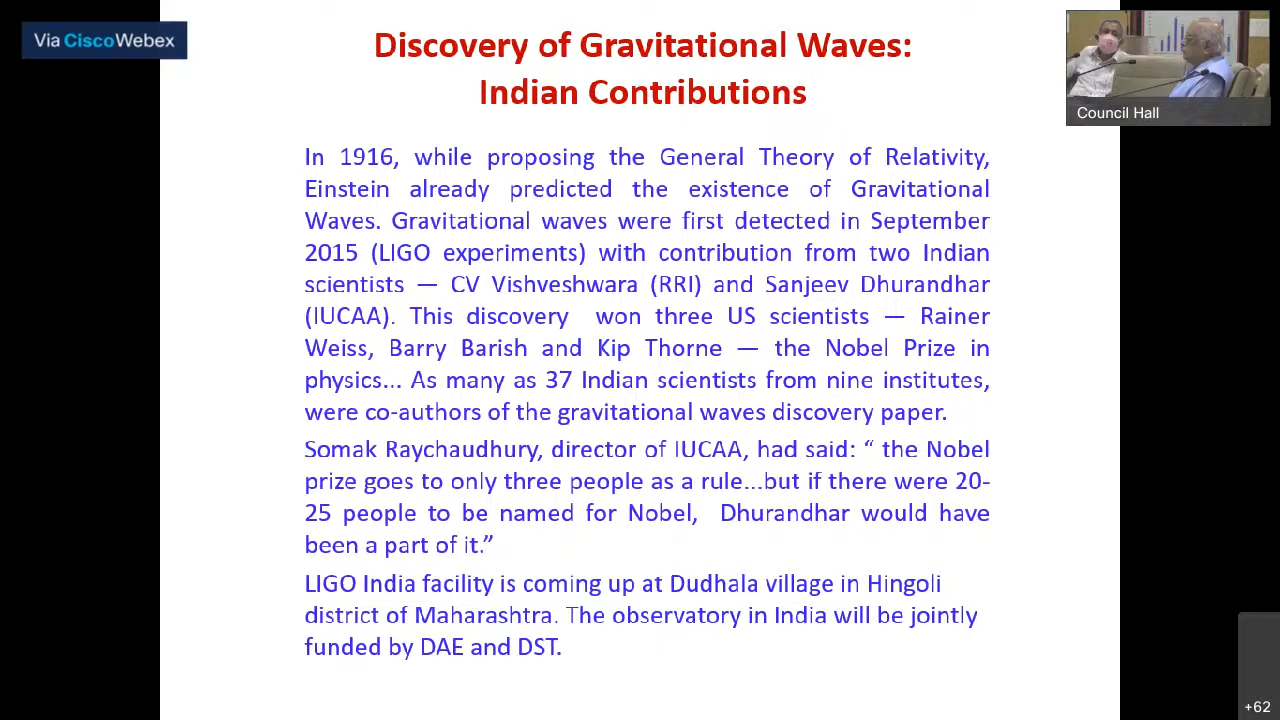 Via Cisco Webex
Discovery of Gravitational Waves:
Indian Contributions
Council Hall
In 1916, while proposing the General Theory of Relativity,
Einstein already predicted the existence of Gravitational
Waves. Gravitational waves were first detected in September
2015 (LIGO experiments) with contribution from two Indian
scientists — CV Vishveshwara (RRI) and Sanjeev Dhurandhar
(IUCAA). This discovery won three US scientists — Rainer
Weiss, Barry Barish and Kip Thorne — the Nobel Prize in
physics... As many as 37 Indian scientists from nine institutes,
were co-authors of the gravitational waves discovery paper.
Somak Raychaudhury, director of IUCAA, had said: “ the Nobel
prize goes to only three people as a rule...but if there were 20-
25 people to be named for Nobel, Dhurandhar would have
been a part of it.”
LIGO India facility is coming up at Dudhala village in Hingoli
district of Maharashtra. The observatory in India will be jointly
funded by DAE and DST.
+62